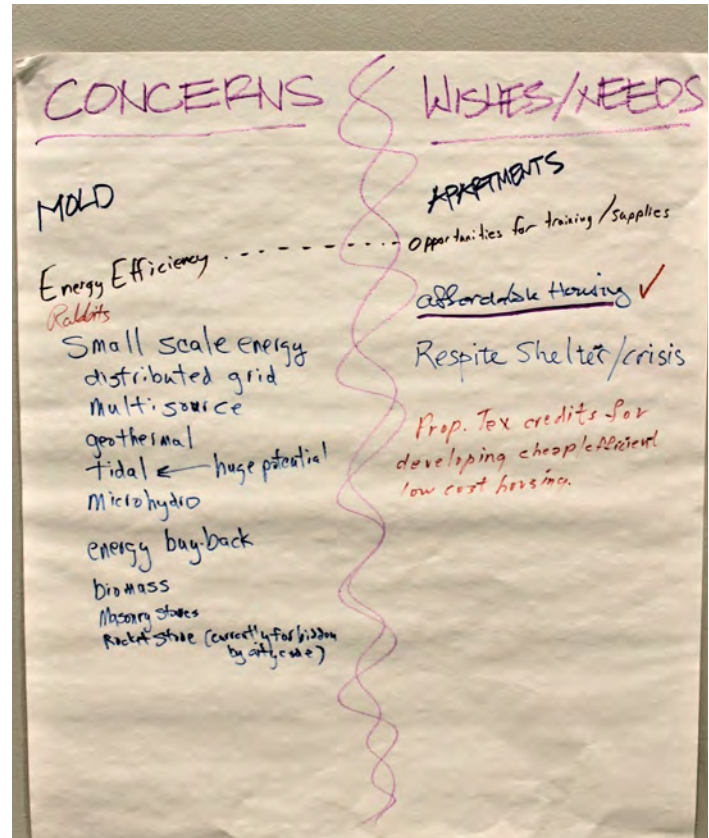 CONCERNS
MOLD
Energy Efficiency - - - - - - - - - -
Rabbits
Small scale energy
distributed grid
multi-source
geothermal
tidal ← huge potential
microhydro
energy buy-back
biomass
Masonry stoves
Rocket stove (currently forbidden
by city code)
WISHES/NEEDS
APARTMENTS
Opportunities for training/supplies
affordable Housing ✓
Respite Shelter/crisis
Prop. Tex credits for
developing cheap/efficient
low cost housing.